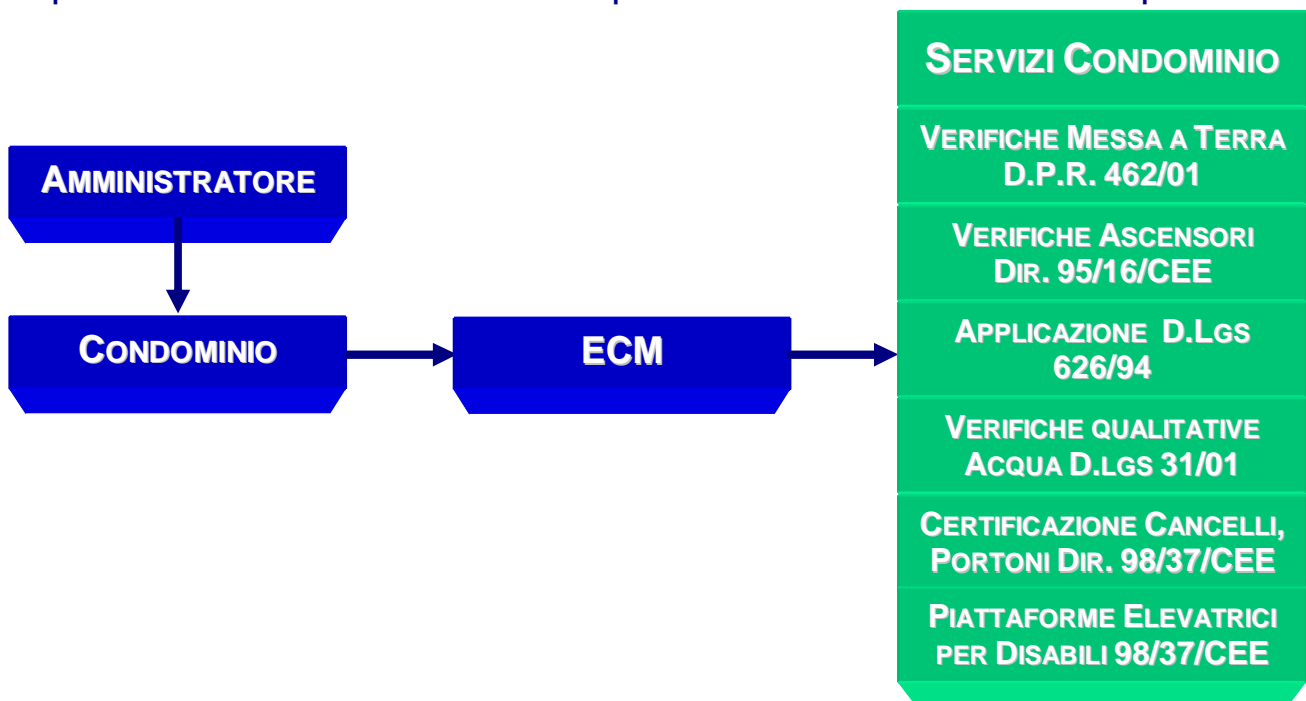 AMMINISTRATORE
CONDOMINIO
ECM
SERVIZI CONDOMINIO
VERIFICHE MESSA A TERRA
D.P.R. 462/01
VERIFICHE ASCENSORI
DIR. 95/16/CEE
APPLICAZIONE D.LGS
626/94
VERIFICHE QUALITATIVE
ACQUA D.LGS 31/01
CERTIFICAZIONE CANCELLI,
PORTONI DIR. 98/37/CEE
PIATTAFORME ELEVATRICI
PER DISABILI 98/37/CEE